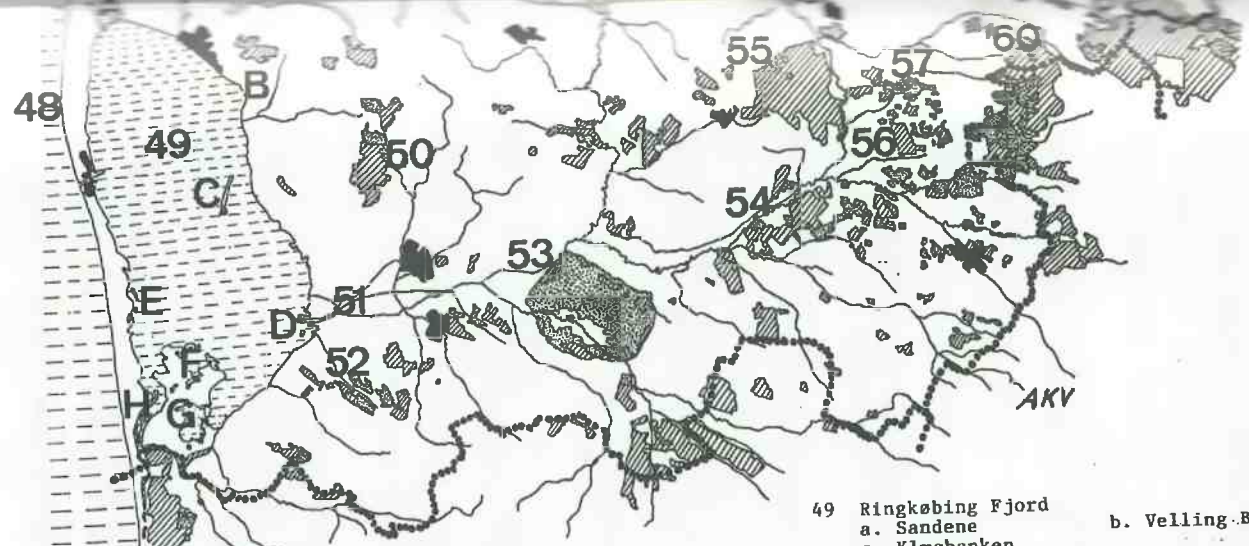 55
57
60
48
B
49
50
56
C
54
53
E
51
D
52
F
H
G
AKV
49 Ringkøbing Fjord
a. Sandene
b. Velling